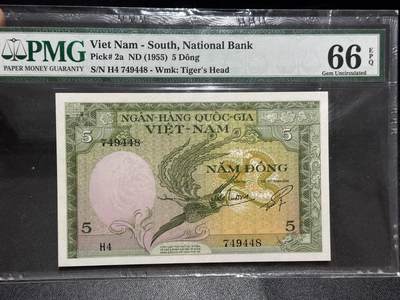 PMG
PAPER MONEY GUARANTY
Viet Nam - South, National Bank
Pick# 2a ND (1955) 5 Dông
S/N H4 749448 - Wmk: Tiger's Head
66 EPQ
Gem Uncirculated
NGÂN-HÀNG QUỐC-GIA
VIỆT-NAM
5
5
749448
NĂM ĐỒNG
5
H4
749448
5